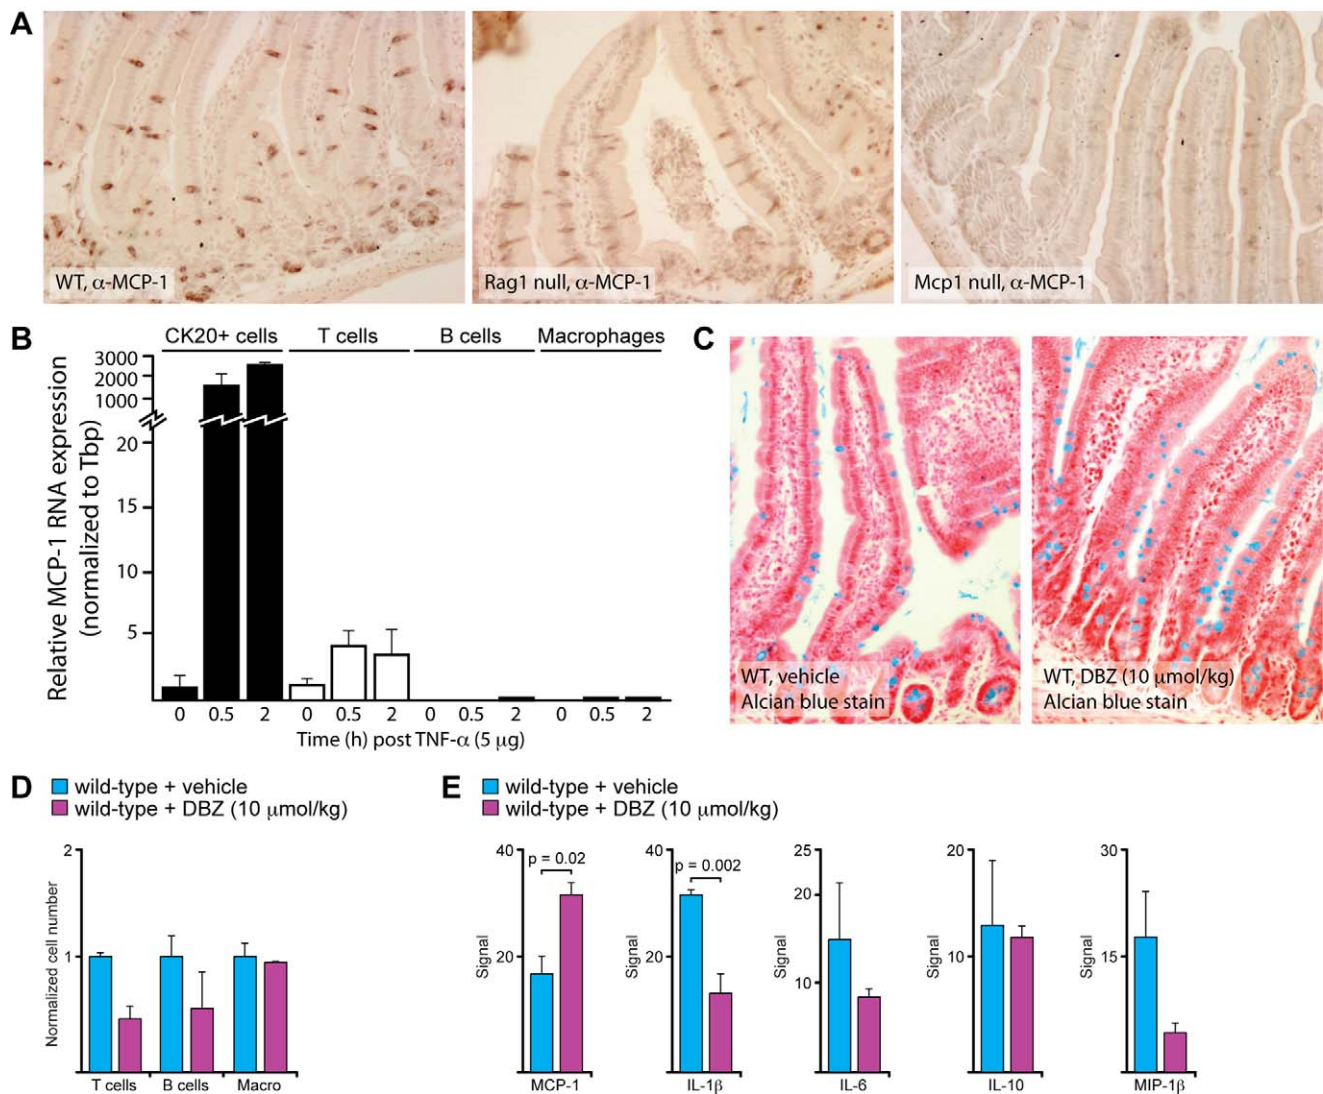 A
WT, α-MCP-1
Rag1 null, α-MCP-1
Mcp1 null, α-MCP-1
B
CK20+ cells
T cells
B cells
Macrophages
Relative MCP-1 RNA expression
(normalized to Tbp)
3000
2000
1000
20
15
10
5
0 0.5 2 0 0.5 2 0 0.5 2 0 0.5 2
Time (h) post TNF-α (5 μg)
C
WT, vehicle
Alcian blue stain
WT, DBZ (10 μmol/kg)
Alcian blue stain
D
wild-type + vehicle
wild-type + DBZ (10 μmol/kg)
Normalized cell number
2
1
T cells B cells Macro
E
wild-type + vehicle
wild-type + DBZ (10 μmol/kg)
Signal
40
20
p = 0.02
MCP-1
Signal
40
20
p = 0.002
IL-1β
Signal
25
20
10
IL-6
Signal
20
10
IL-10
Signal
30
15
MIP-1β